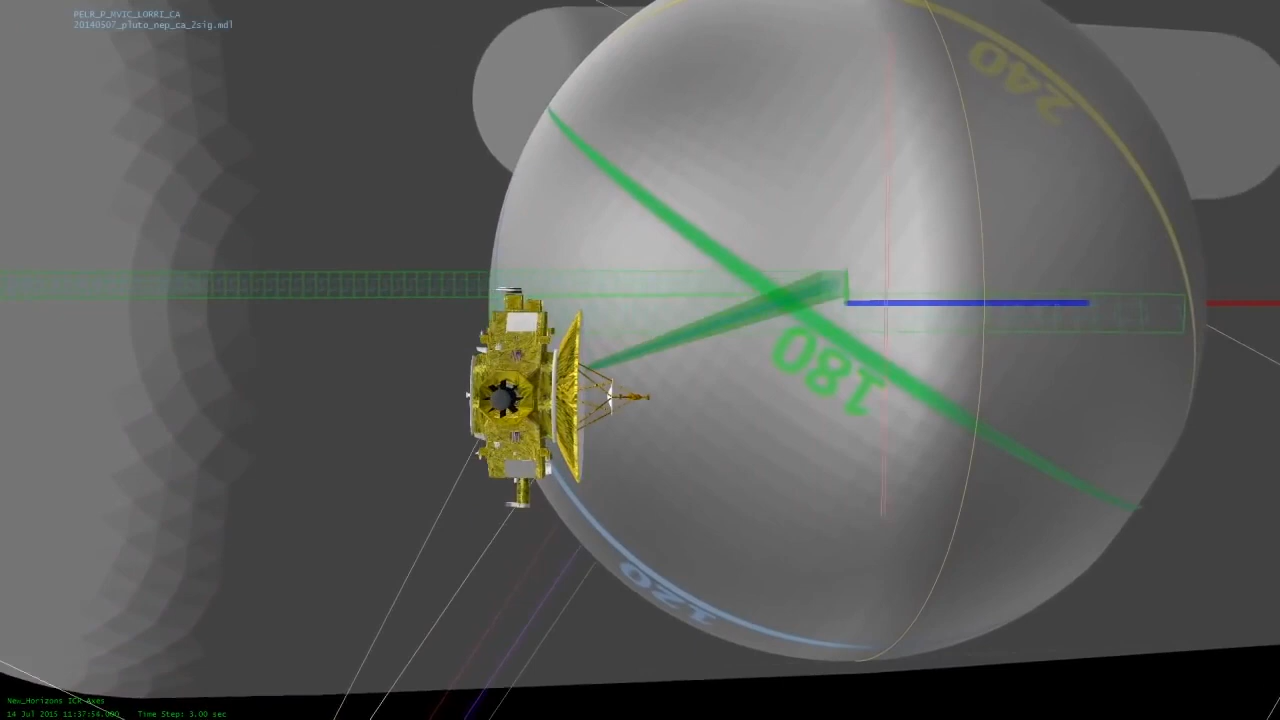 PELR_P_MVIC_LORRI_CA
20140507_pluto_nep_ca_2sig.mdl
240
180
120
New_Horizons ICR Axes
14 Jul 2015 11:37:54.000 Time Step: 3.00 sec